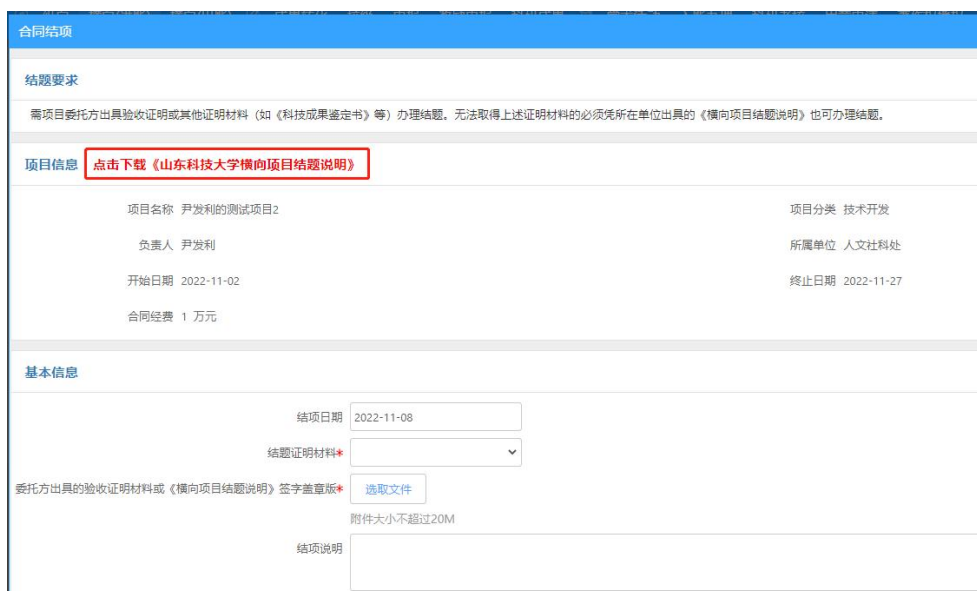 合同结项
结题要求
需项目委托方出具验收证明或其他证明材料（如《科技成果鉴定书》等）办理结题。无法取得上述证明材料的必须凭所在单位出具的《横向项目结题说明》也可办理结题。
项目信息 点击下载《山东科技大学横向项目结题说明》
项目名称 尹发利的测试项目2 项目分类 技术开发
负责人 尹发利 所属单位 人文社科处
开始日期 2022-11-02 终止日期 2022-11-27
合同经费 1 万元
基本信息
结项日期 2022-11-08
结题证明材料*
委托方出具的验收证明材料或《横向项目结题说明》签字盖章版* 选取文件
附件大小不超过20M
结项说明